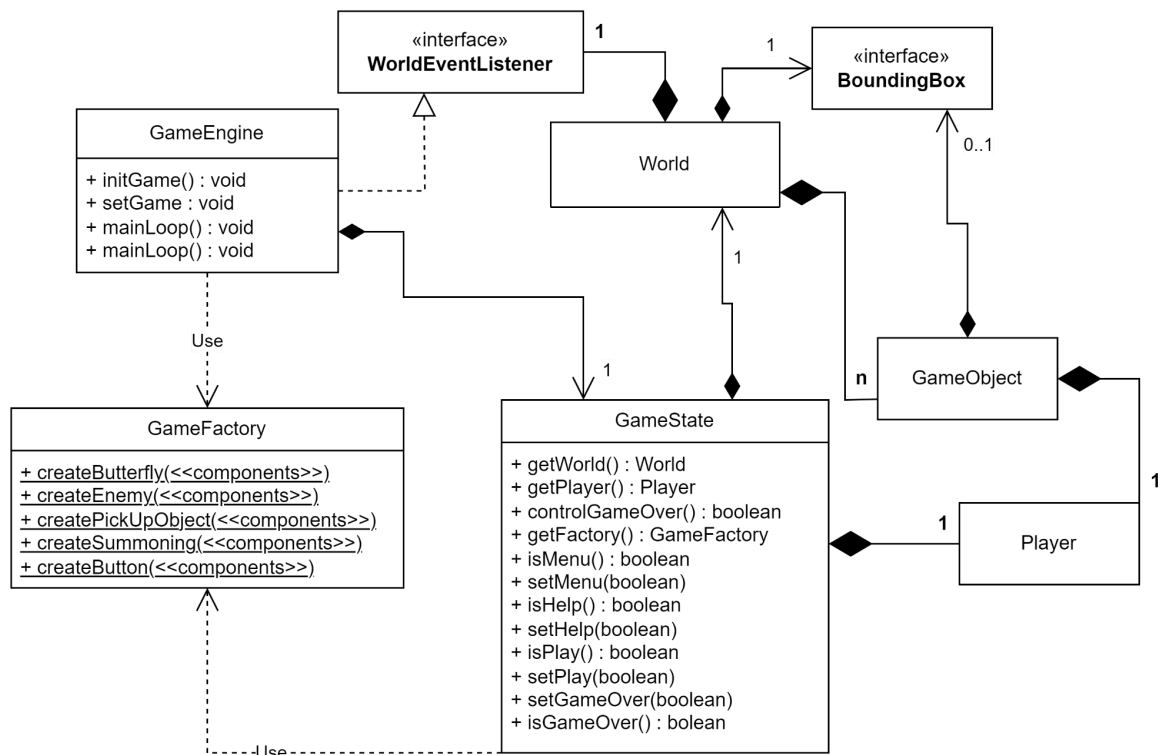 «interface»
WorldEventListener
1
1
«interface»
BoundingBox
GameEngine
+ initGame() : void
+ setGame : void
+ mainLoop() : void
+ mainLoop() : void
World
0..1
1
Use
1
n
GameObject
GameFactory
+ createButterfly(<<components>>)
+ createEnemy(<<components>>)
+ createPickUpObject(<<components>>)
+ createSummoning(<<components>>)
+ createButton(<<components>>)
GameState
+ getWorld() : World
+ getPlayer() : Player
+ controlGameOver() : boolean
+ getFactory() : GameFactory
+ isMenu() : boolean
+ setMenu(boolean)
+ isHelp() : boolean
+ setHelp(boolean)
+ isPlay() : boolean
+ setPlay(boolean)
+ setGameOver(boolean)
+ isGameOver() : bolean
1
1
Player
Use